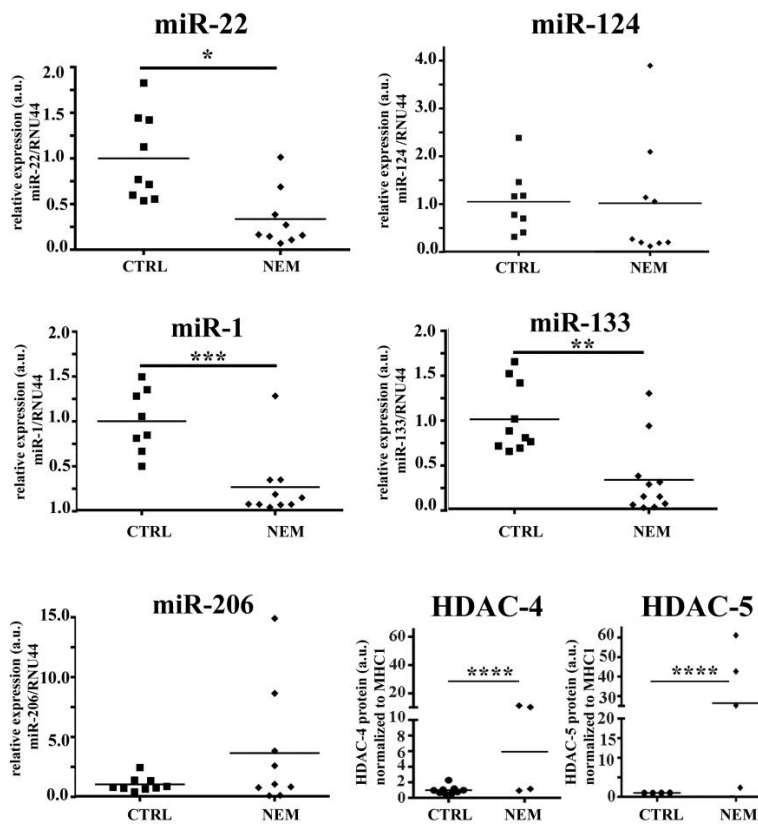 miR-22
*
relative expression (a.u.)
miR-22/RNU44
2.0
1.5
1.0
0.5
0.0
CTRL NEM
miR-124
relative expression (a.u.)
miR-124 /RNU44
4.0
3.0
2.0
1.0
0.0
CTRL NEM
miR-1
***
relative expression (a.u.)
miR-1/RNU44
2.0
1.5
1.0
0.5
1.0
CTRL NEM
miR-133
**
relative expression (a.u.)
miR-133/RNU44
2.0
1.5
1.0
0.5
0.0
CTRL NEM
miR-206
relative expression (a.u.)
miR-206/RNU44
15.0
10.0
5.0
0.0
CTRL NEM
HDAC-4
****
HDAC-4 protein (a.u.)
normalized to MHC1
60
50
40
30
20
10
10
8
6
4
2
0
CTRL NEM
HDAC-5
****
HDAC-5 protein (a.u.)
normalized to MHC1
60
50
40
30
20
15
10
5
0
CTRL NEM